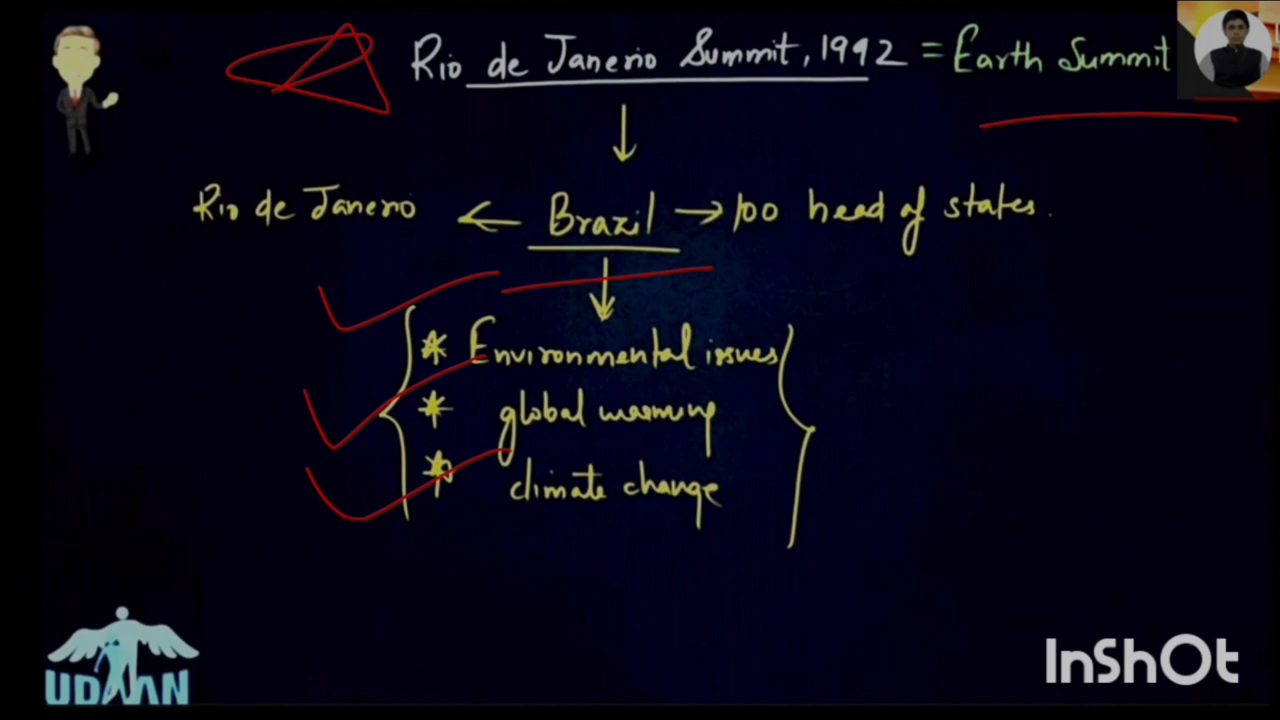 Rio de Janerio Summit, 1992 = Earth Summit
Rio de Janerio ← Brazil → 100 head of states.
* Environmental issues
* global warming
* climate change
UDAAN
InShOt